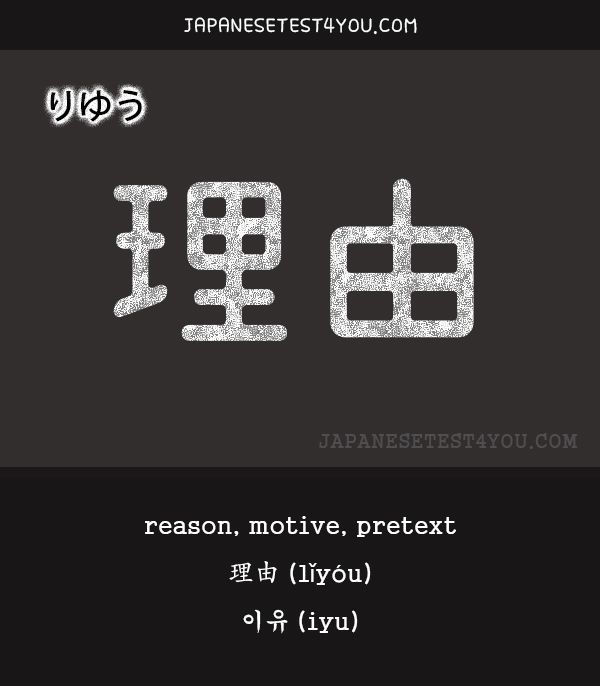 JAPANESETEST4YOU.COM
りゆう
理由
JAPANESETEST4YOU.COM
reason, motive, pretext
理由 (lǐyóu)
이유 (iyu)